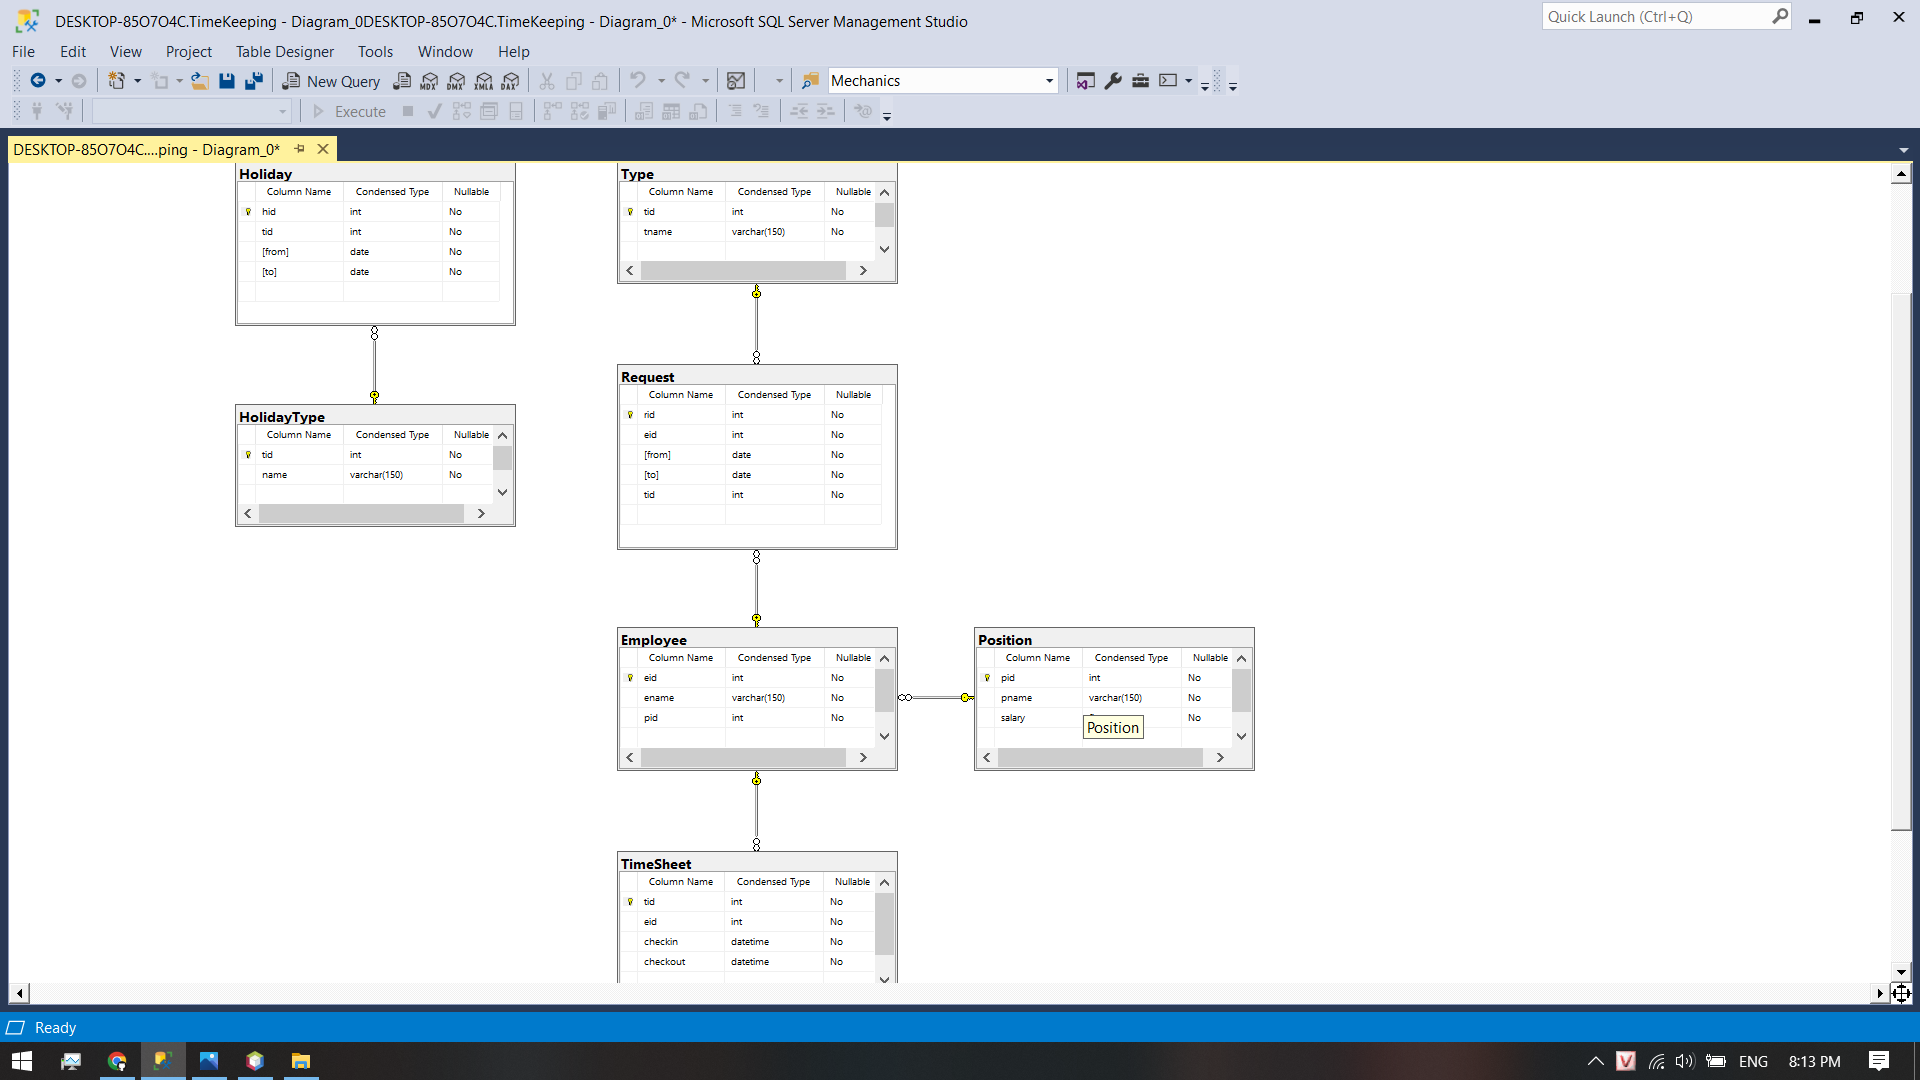 DESKTOP-85O7O4C.TimeKeeping - Diagram_0DESKTOP-85O7O4C.TimeKeeping - Diagram_0* - Microsoft SQL Server Management Studio
Quick Launch (Ctrl+Q)
File Edit View Project Table Designer Tools Window Help
New Query MDX DMX XMLA DAX Mechanics
Execute
DESKTOP-85O7O4C....ping - Diagram_0*
Holiday
Column Name Condensed Type Nullable
hid int No
tid int No
[from] date No
[to] date No
Type
Column Name Condensed Type Nullable
tid int No
tname varchar(150) No
HolidayType
Column Name Condensed Type Nullable
tid int No
name varchar(150) No
Request
Column Name Condensed Type Nullable
rid int No
eid int No
[from] date No
[to] date No
tid int No
Employee
Column Name Condensed Type Nullable
eid int No
ename varchar(150) No
pid int No
Position
Column Name Condensed Type Nullable
pid int No
pname varchar(150) No
salary No
Position
TimeSheet
Column Name Condensed Type Nullable
tid int No
eid int No
checkin datetime No
checkout datetime No
Ready
V ENG 8:13 PM